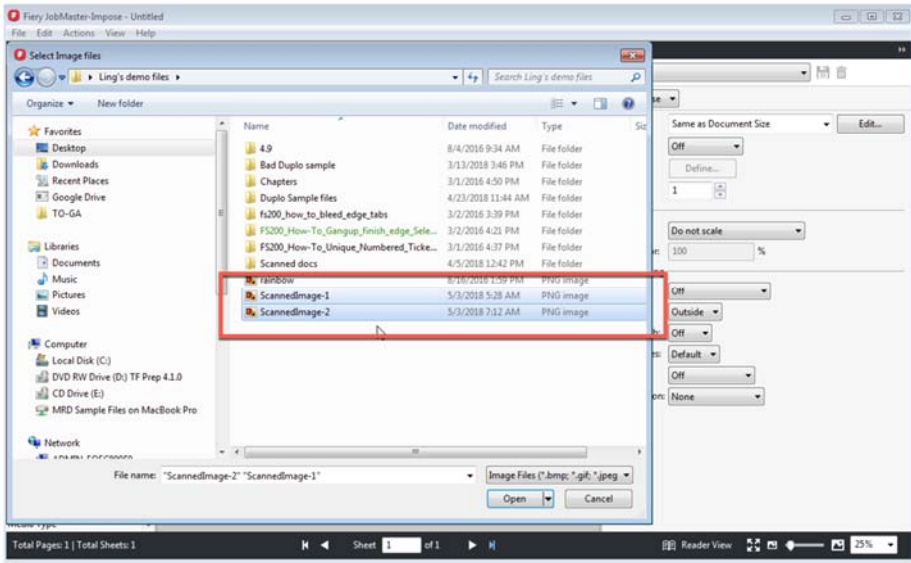 Fiery JobMaster-Impose - Untitled
File Edit Actions View Help
Select Image files
Ling's demo files
Search Ling's demo files
Organize New folder
Name Date modified Type Siz
Favorites
Desktop
Downloads
Recent Places
Google Drive
TO-GA
Libraries
Documents
Music
Pictures
Videos
Computer
Local Disk (C:)
DVD RW Drive (D:) TF Prep 4.1.0
CD Drive (E:)
MRD Sample Files on MacBook Pro
Network
4.9 8/4/2016 9:34 AM File folder
Bad Duplo sample 3/13/2018 3:46 PM File folder
Chapters 3/1/2016 4:50 PM File folder
Duplo Sample files 4/23/2018 11:44 AM File folder
fs200_how_to_bleed_edge_tabs 3/2/2016 3:39 PM File folder
FS200_How-To_Gangup_finish_edge_Sele... 3/2/2016 4:21 PM File folder
FS200_How-To_Unique_Numbered_Ticke... 3/1/2016 4:37 PM File folder
Scanned docs 4/5/2018 12:42 PM File folder
rainbow 8/16/2016 1:59 PM PNG image
ScannedImage-1 5/3/2018 5:28 AM PNG image
ScannedImage-2 5/3/2018 7:12 AM PNG image
File name: "ScannedImage-2" "ScannedImage-1"
Image Files (*.bmp; *.gif; *.jpeg
Open Cancel
Same as Document Size Edit...
Off
Define...
1
Do not scale
100 %
Off
Outside
Off
Default
Off
on: None
Total Pages: 1 | Total Sheets: 1 Sheet 1 of 1 Reader View 25%